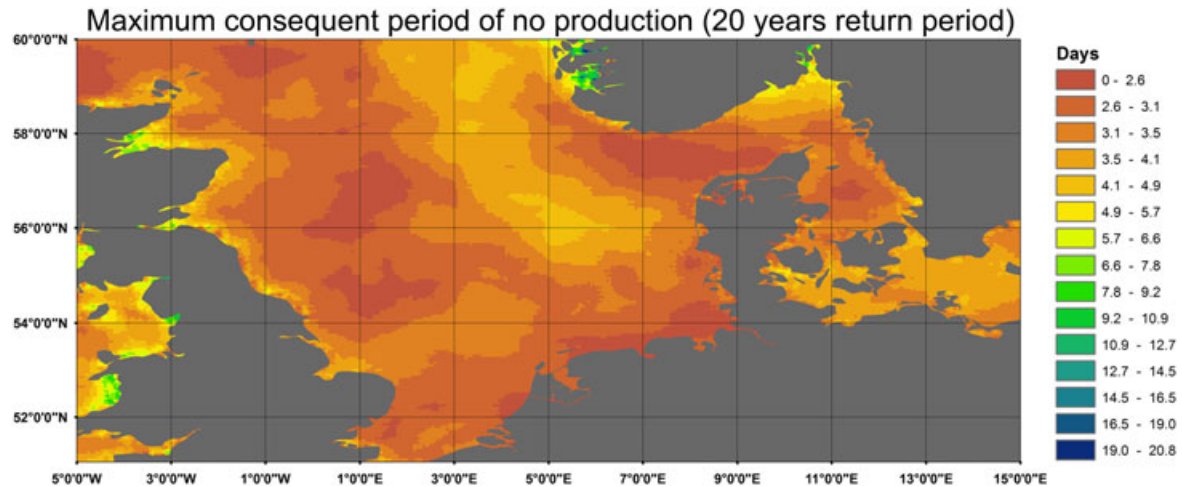 Maximum consequent period of no production (20 years return period)
60°0'0"N
58°0'0"N
56°0'0"N
54°0'0"N
52°0'0"N
5°0'0"W 3°0'0"W 1°0'0"W 1°0'0"E 3°0'0"E 5°0'0"E 7°0'0"E 9°0'0"E 11°0'0"E 13°0'0"E 15°0'0"E
Days
0 - 2.6
2.6 - 3.1
3.1 - 3.5
3.5 - 4.1
4.1 - 4.9
4.9 - 5.7
5.7 - 6.6
6.6 - 7.8
7.8 - 9.2
9.2 - 10.9
10.9 - 12.7
12.7 - 14.5
14.5 - 16.5
16.5 - 19.0
19.0 - 20.8